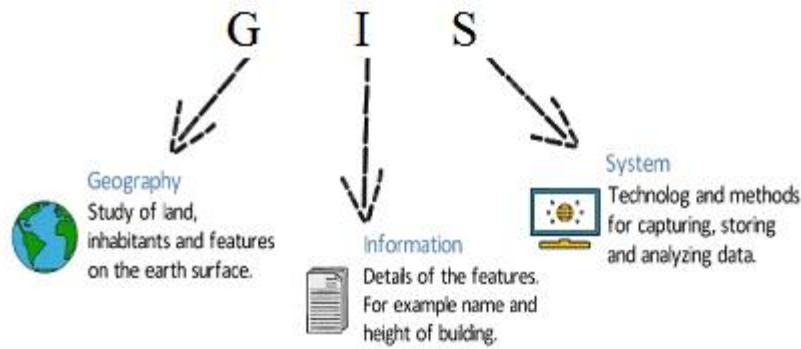 G I S
Geography
Study of land,
inhabitants and features
on the earth surface.
Information
Details of the features.
For example name and
height of building.
System
Technolog and methods
for capturing, storing
and analyzing data.